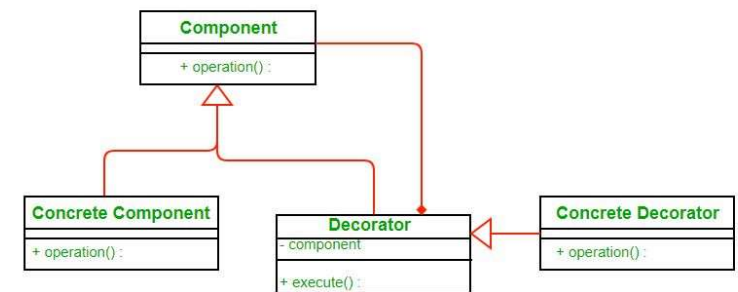 Component
+ operation() :
Concrete Component
+ operation() :
Decorator
- component
+ execute() :
Concrete Decorator
+ operation() :